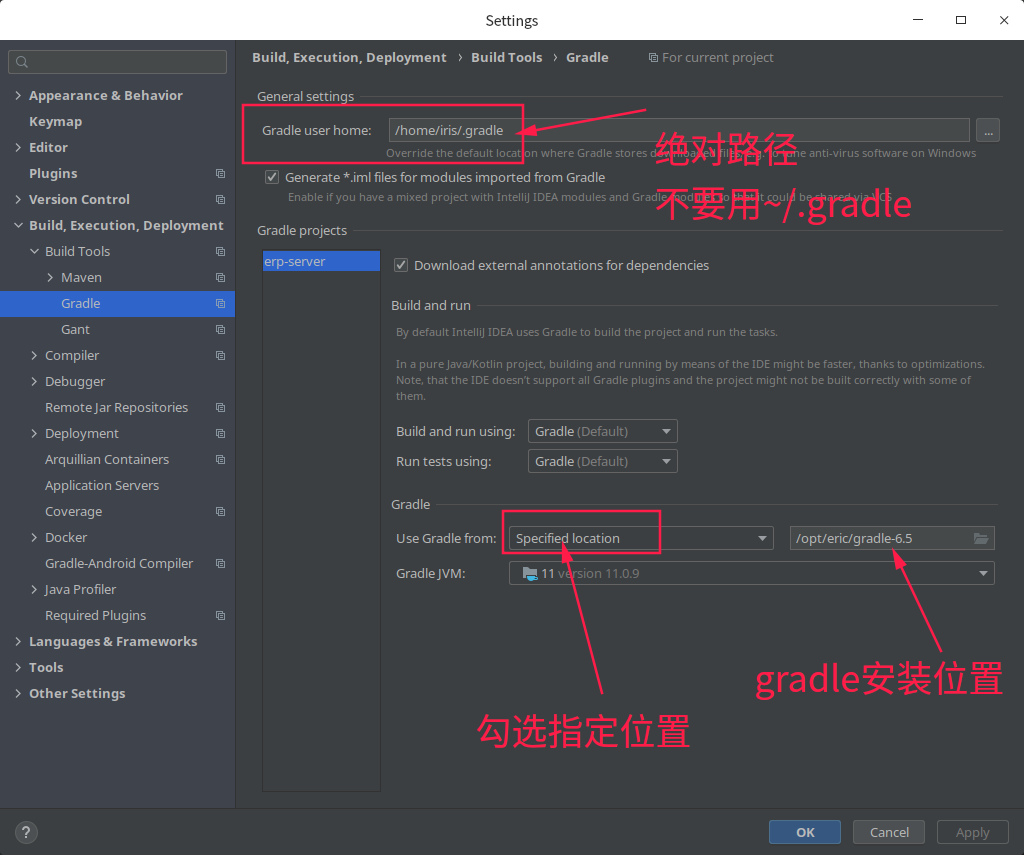 Settings
Build, Execution, Deployment › Build Tools › Gradle For current project
Appearance & Behavior
Keymap
Editor
Plugins
Version Control
Build, Execution, Deployment
Build Tools
Maven
Gradle
Gant
Compiler
Debugger
Remote Jar Repositories
Deployment
Arquillian Containers
Application Servers
Coverage
Docker
Gradle-Android Compiler
Java Profiler
Required Plugins
Languages & Frameworks
Tools
Other Settings
General settings
Gradle user home: /home/iris/.gradle ...
绝对路径
Override the default location where Gradle stores downloaded files, e.g. to tune anti-virus software on Windows
Generate *.iml files for modules imported from Gradle
不要用~/.gradle
Enable if you have a mixed project with IntelliJ IDEA modules and Gradle modules so that it could be shared via VCS
Gradle projects
erp-server
Download external annotations for dependencies
Build and run
By default IntelliJ IDEA uses Gradle to build the project and run the tasks.
In a pure Java/Kotlin project, building and running by means of the IDE might be faster, thanks to optimizations.
Note, that the IDE doesn't support all Gradle plugins and the project might not be built correctly with some of
them.
Build and run using: Gradle (Default)
Run tests using: Gradle (Default)
Gradle
Use Gradle from: Specified location /opt/eric/gradle-6.5
Gradle JVM: 11 version 11.0.9
gradle安装位置
勾选指定位置
? OK Cancel Apply